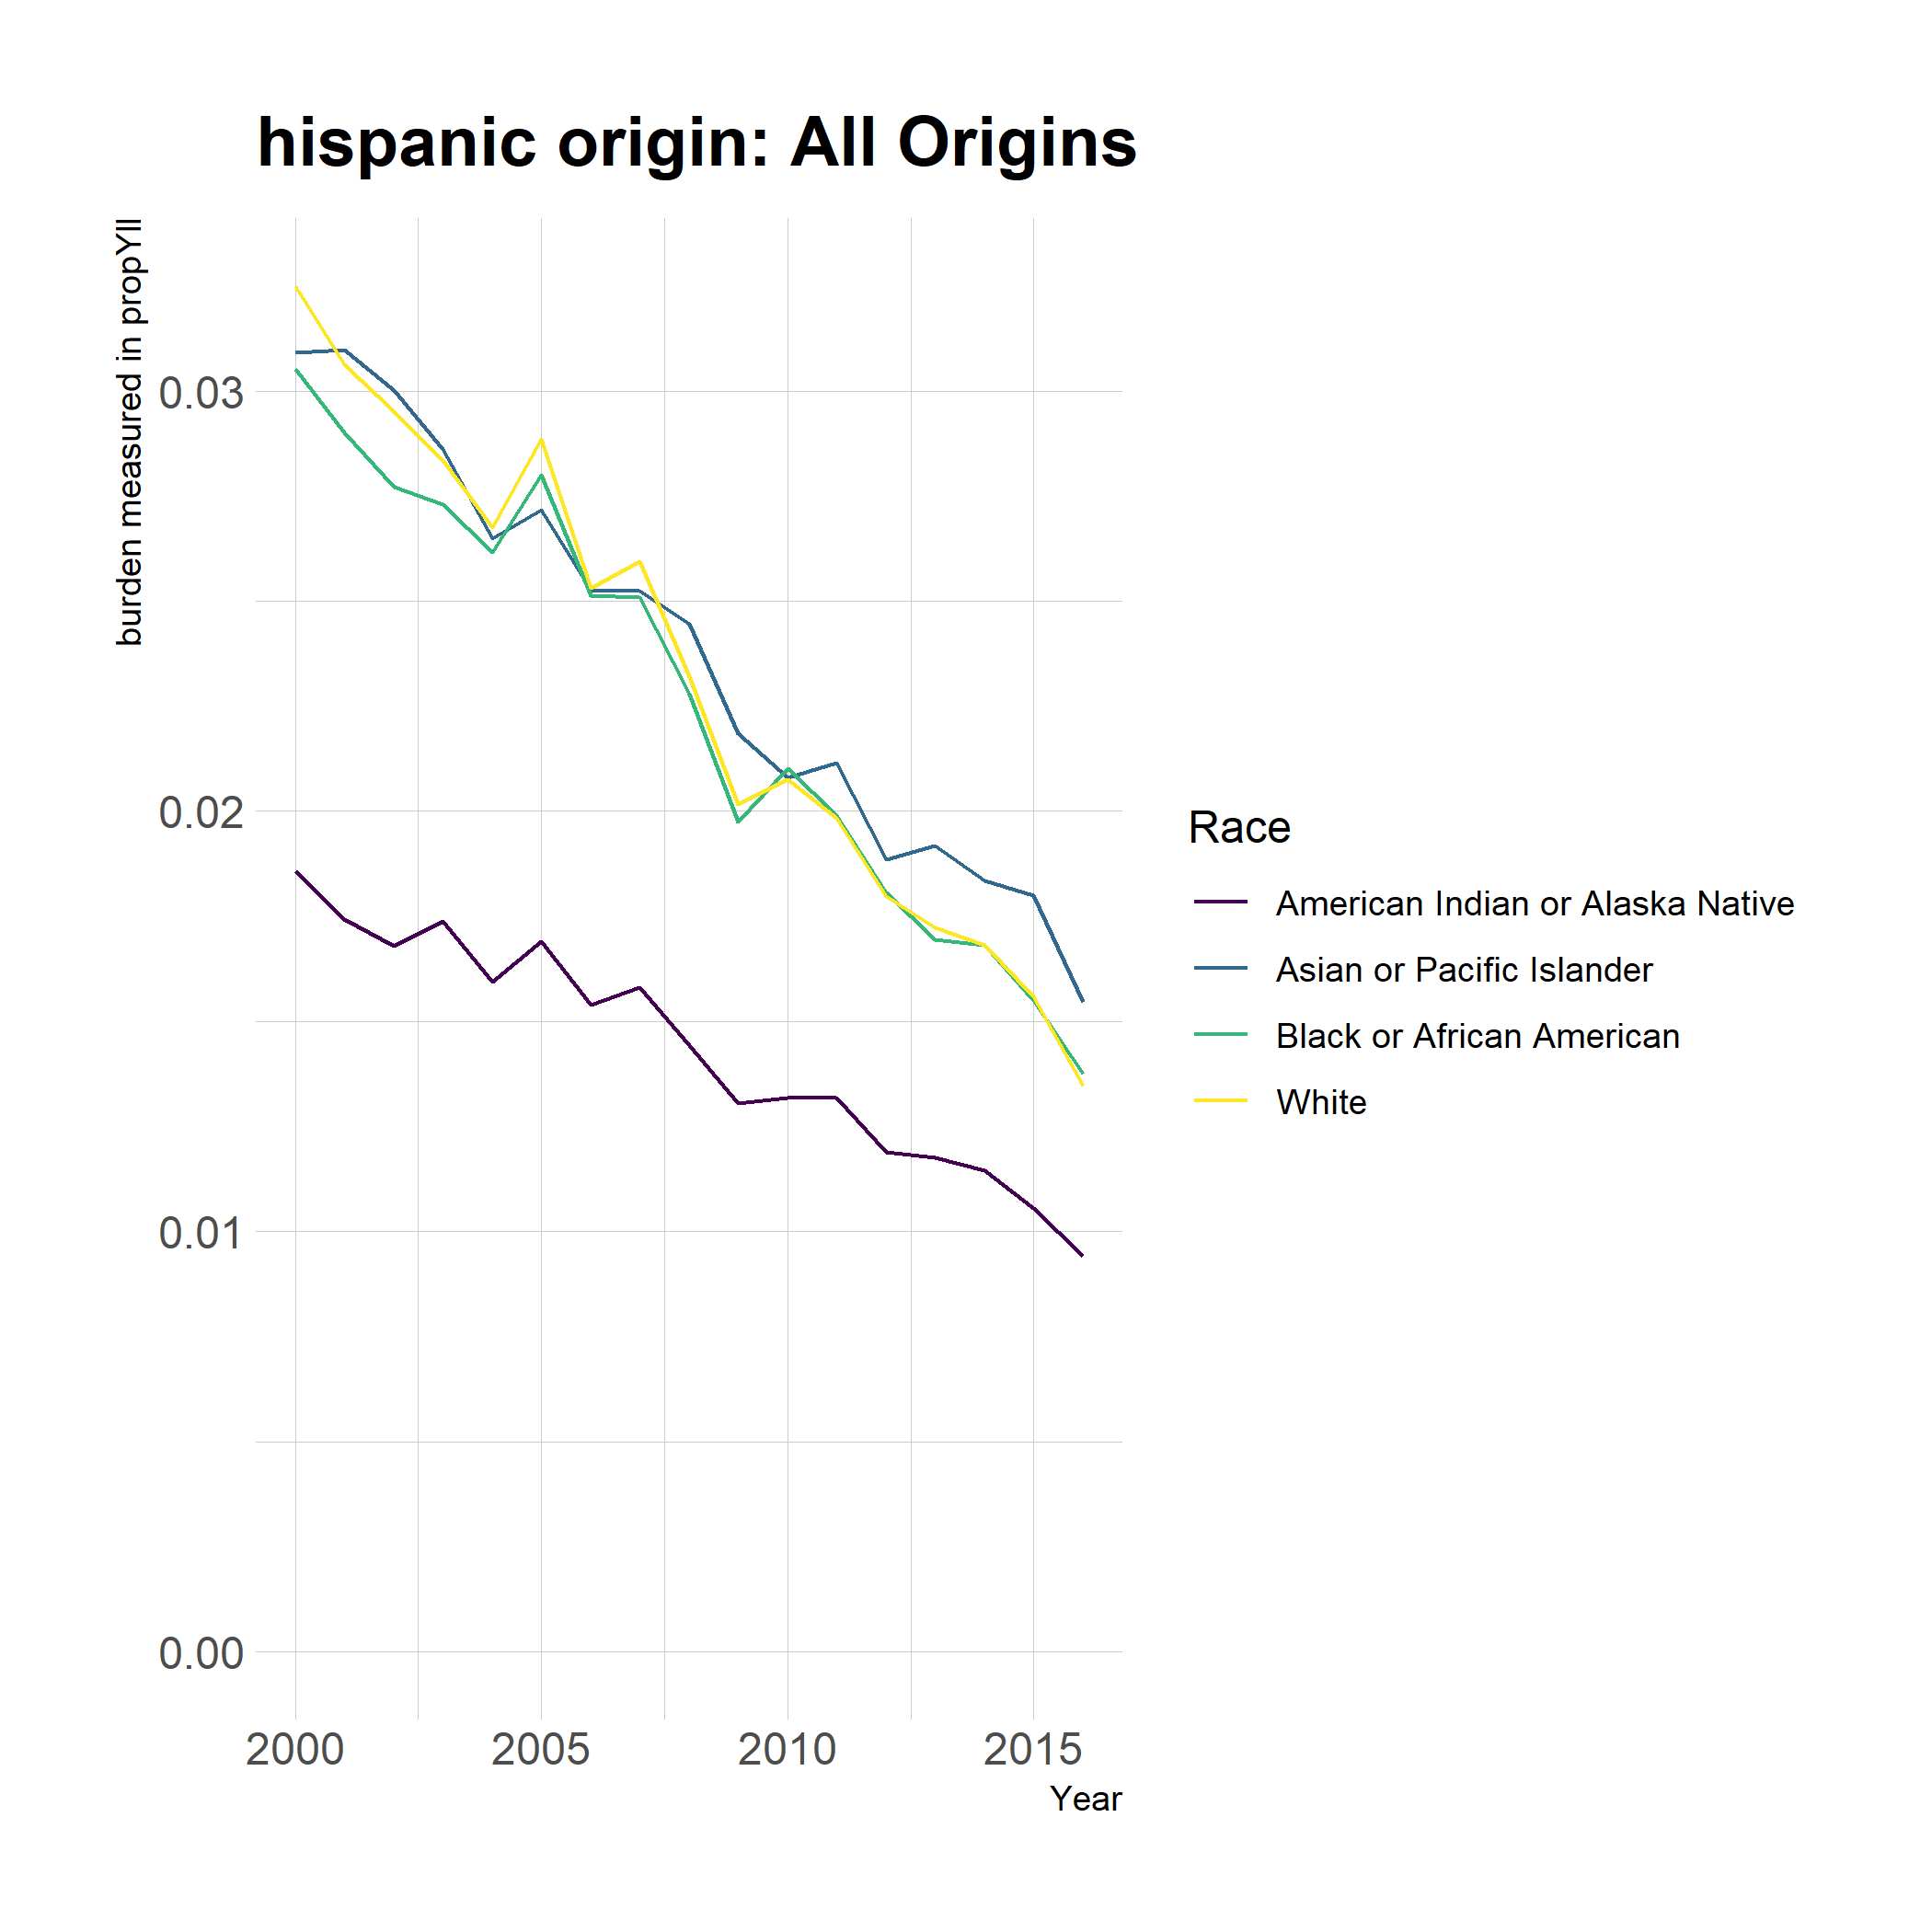 hispanic origin: All Origins
burden measured in propYll
0.03
0.02
0.01
0.00
2000 2005 2010 2015
Year
Race
American Indian or Alaska Native
Asian or Pacific Islander
Black or African American
White